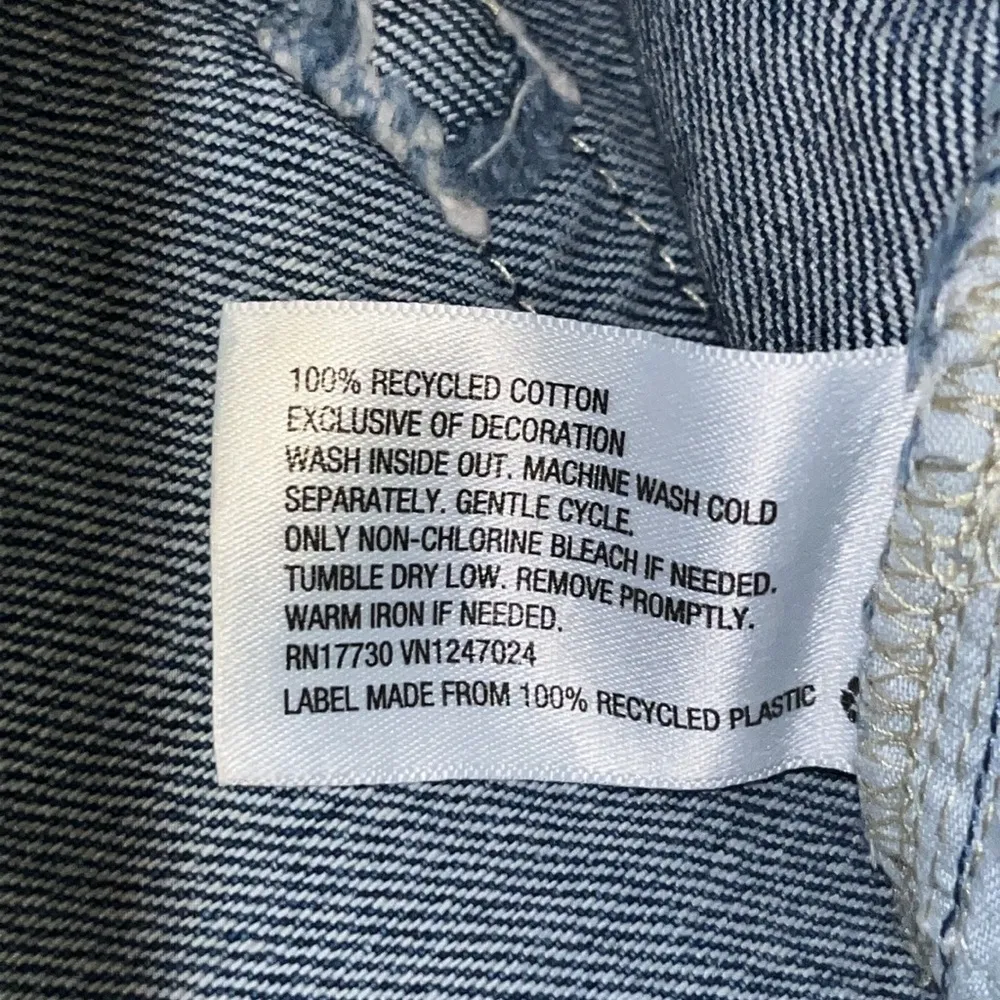 100% RECYCLED COTTON
EXCLUSIVE OF DECORATION
WASH INSIDE OUT. MACHINE WASH COLD
SEPARATELY. GENTLE CYCLE.
ONLY NON-CHLORINE BLEACH IF NEEDED.
TUMBLE DRY LOW. REMOVE PROMPTLY.
WARM IRON IF NEEDED.
RN17730 VN1247024
LABEL MADE FROM 100% RECYCLED PLASTIC